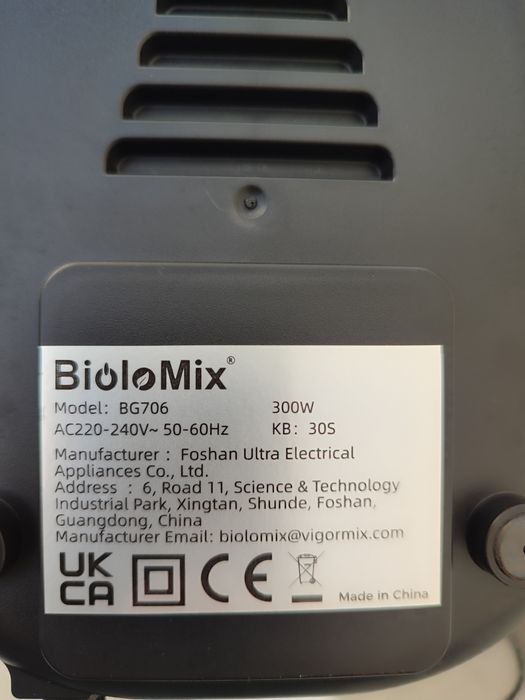 BioloMix®
Model: BG706 300W
AC220-240V~ 50-60Hz KB: 30S
Manufacturer : Foshan Ultra Electrical
Appliances Co., Ltd.
Address : 6, Road 11, Science & Technology
Industrial Park, Xingtan, Shunde, Foshan,
Guangdong, China
Manufacturer Email: biolomix@vigormix.com
UK
CA
CE
Made in China